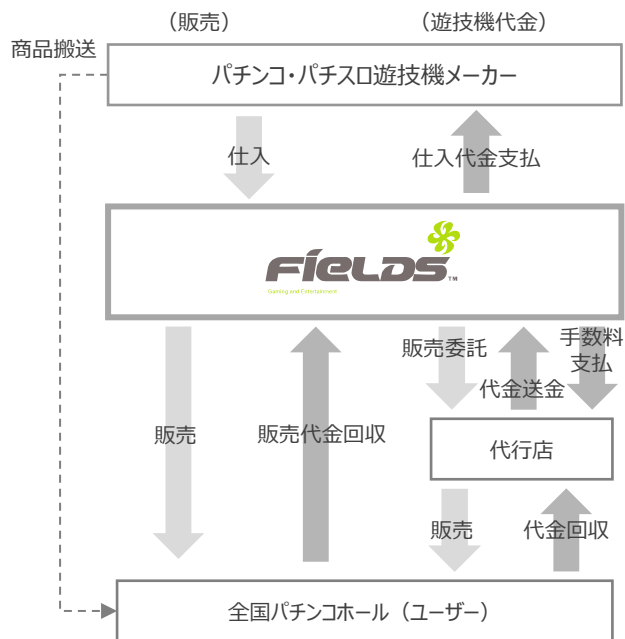 （販売）
（遊技機代金）
商品搬送
パチンコ・パチスロ遊技機メーカー
仕入
仕入代金支払
FIELDS™
Gaming and Entertainment
販売委託
手数料
支払
代金送金
販売
販売代金回収
代行店
販売
代金回収
全国パチンコホール（ユーザー）